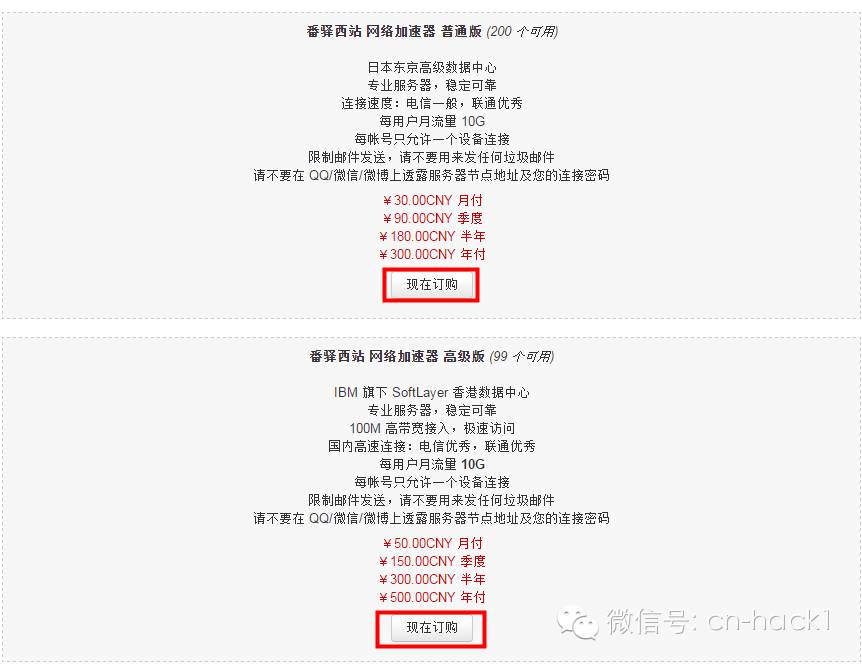 番驿西站 网络加速器 普通版 (200 个可用)
日本东京高级数据中心
专业服务器，稳定可靠
连接速度：电信一般，联通优秀
每用户月流量 10G
每帐号只允许一个设备连接
限制邮件发送，请不要用来发任何垃圾邮件
请不要在 QQ/微信/微博上透露服务器节点地址及您的连接密码
￥30.00CNY 月付
￥90.00CNY 季度
￥180.00CNY 半年
￥300.00CNY 年付
现在订购
番驿西站 网络加速器 高级版 (99 个可用)
IBM 旗下 SoftLayer 香港数据中心
专业服务器，稳定可靠
100M 高带宽接入，极速访问
国内高速连接：电信优秀，联通优秀
每用户月流量 10G
每帐号只允许一个设备连接
限制邮件发送，请不要用来发任何垃圾邮件
请不要在 QQ/微信/微博上透露服务器节点地址及您的连接密码
￥50.00CNY 月付
￥150.00CNY 季度
￥300.00CNY 半年
￥500.00CNY 年付
现在订购
微信号: cn-hack1